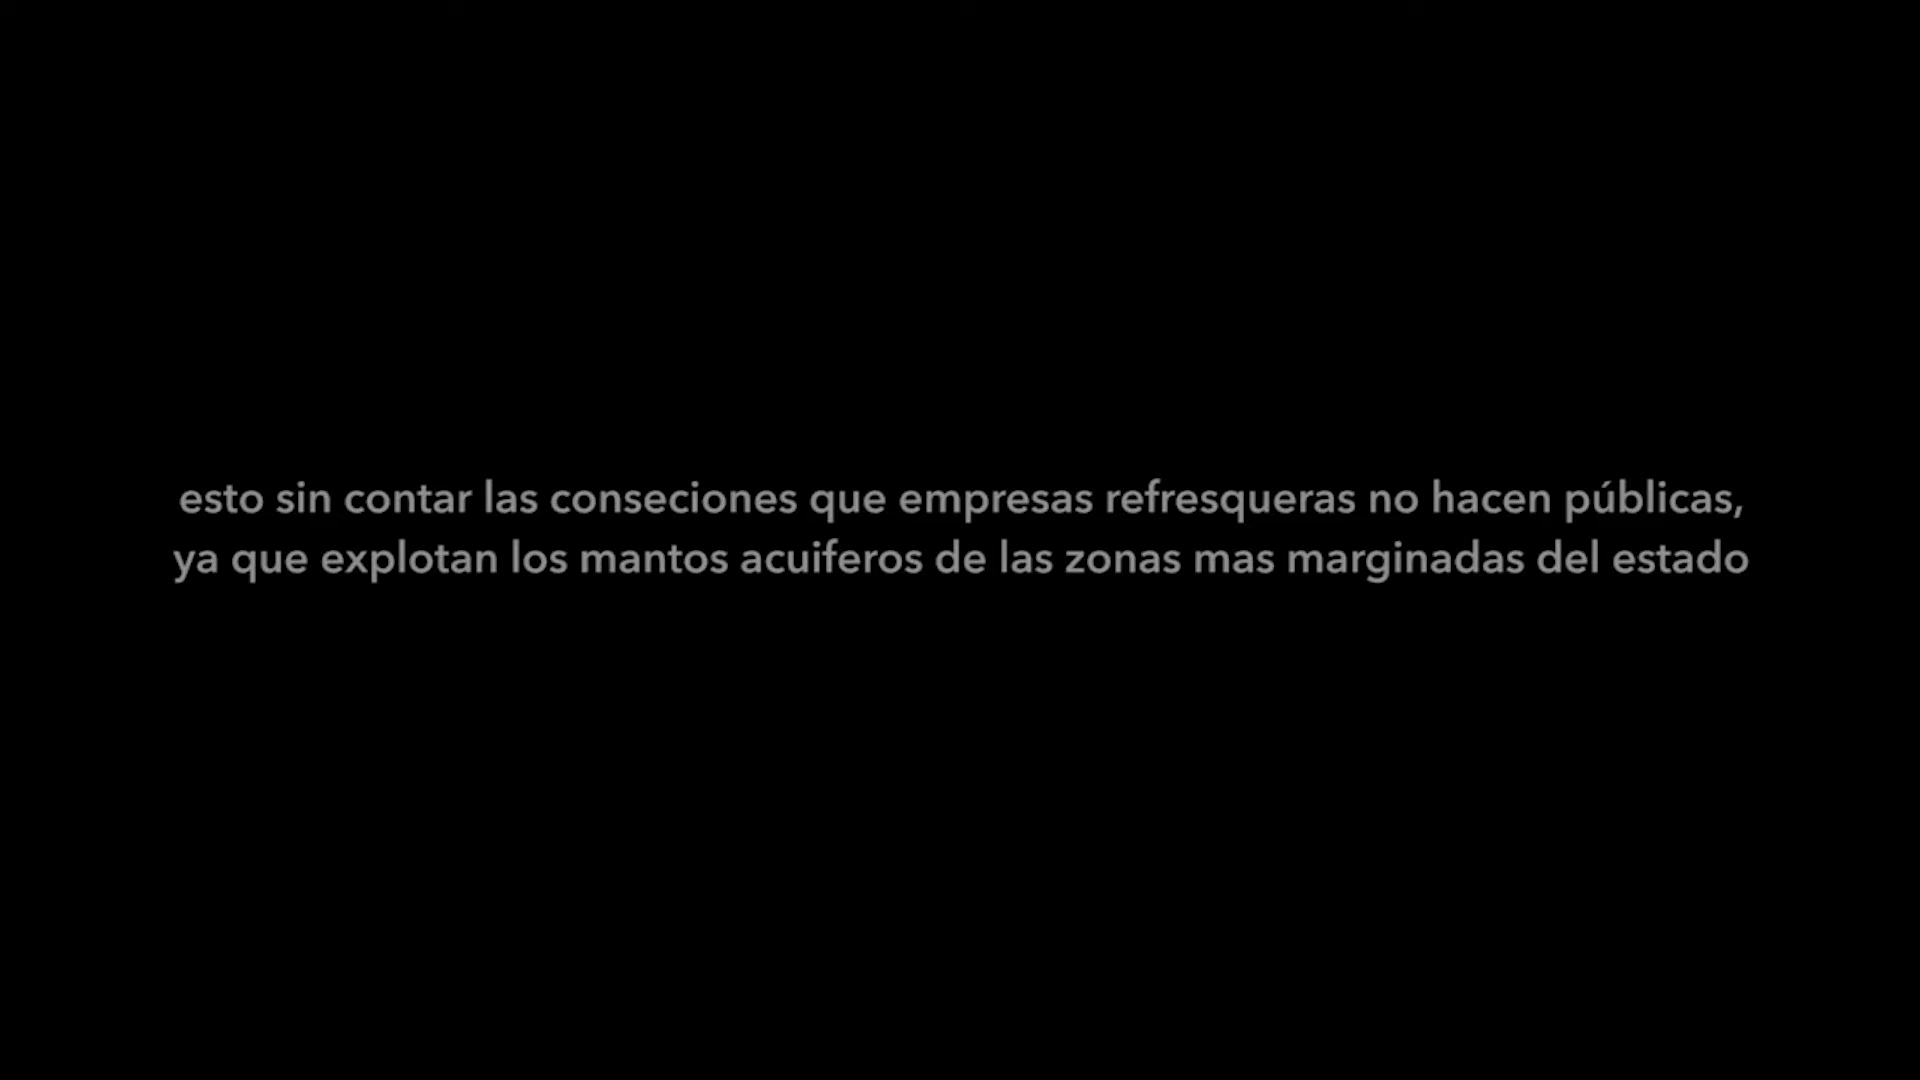 esto sin contar las conseciones que empresas refresqueras no hacen públicas,
ya que explotan los mantos acuiferos de las zonas mas marginadas del estado